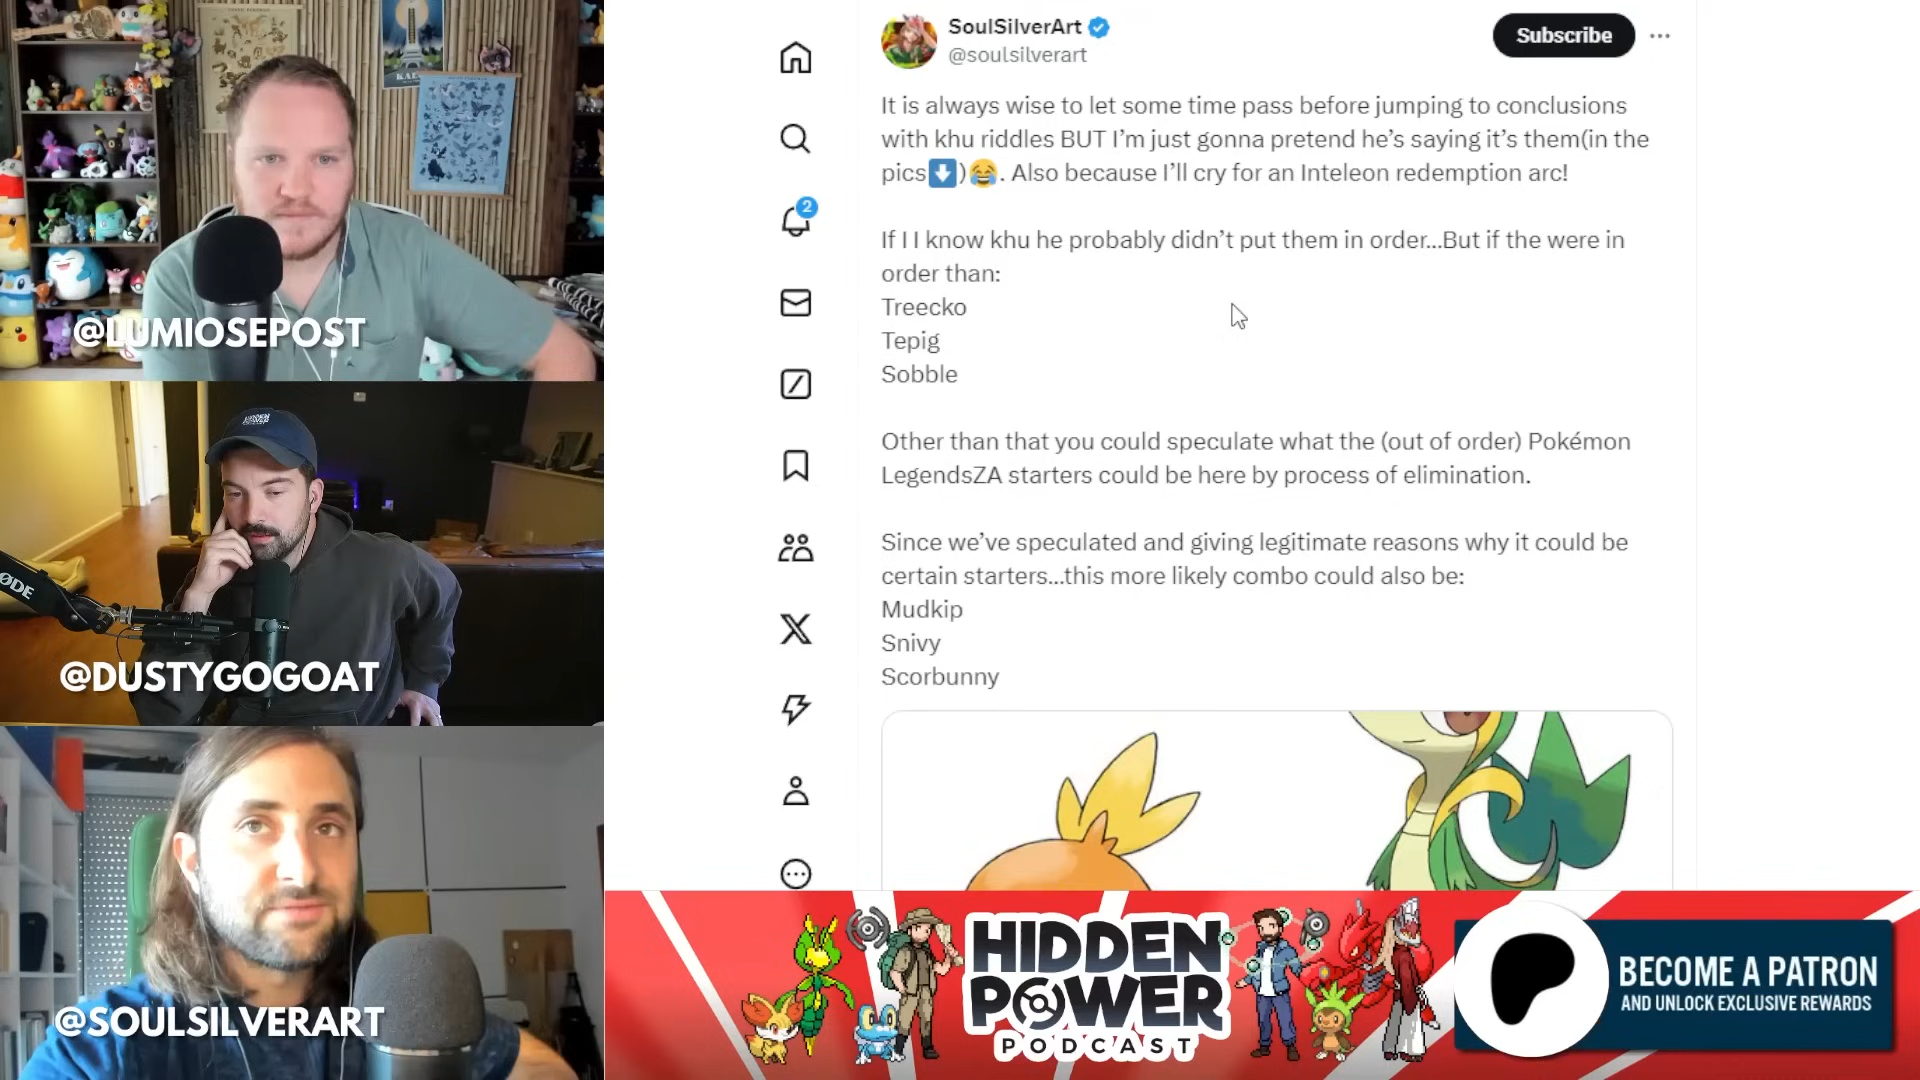 KA
@LUMIOSEPOST
ØDE
@DUSTYGOGOAT
@SOULSILVERART
2
SoulSilverArt
@soulsilverart
Subscribe
It is always wise to let some time pass before jumping to conclusions
with khu riddles BUT I’m just gonna pretend he’s saying it’s them(in the
pics⬇️)😂. Also because I’ll cry for an Inteleon redemption arc!
If I I know khu he probably didn’t put them in order...But if the were in
order than:
Treecko
Tepig
Sobble
Other than that you could speculate what the (out of order) Pokémon
LegendsZA starters could be here by process of elimination.
Since we’ve speculated and giving legitimate reasons why it could be
certain starters...this more likely combo could also be:
Mudkip
Snivy
Scorbunny
HIDDEN
POWER
PODCAST
BECOME A PATRON
AND UNLOCK EXCLUSIVE REWARDS